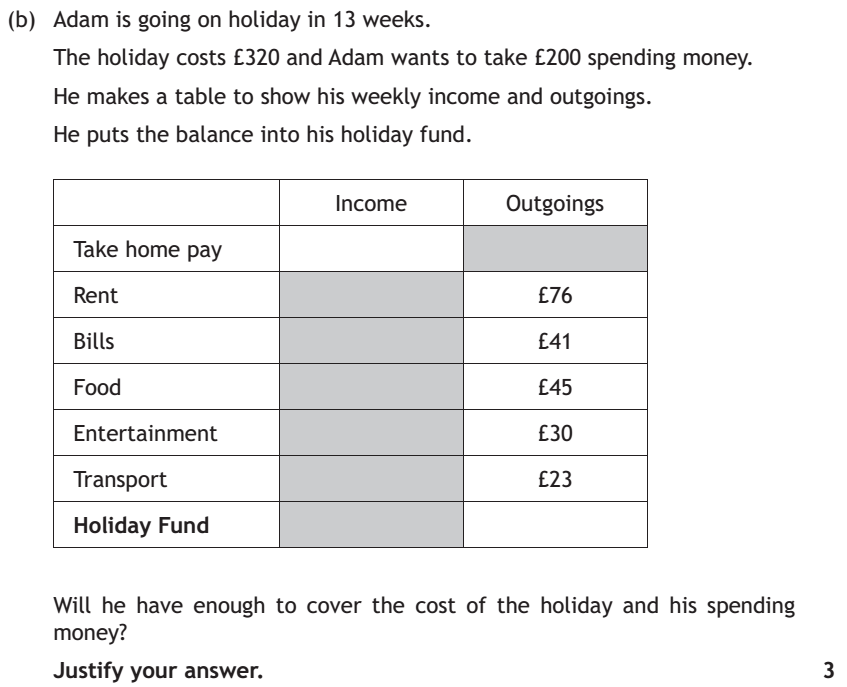 (b) Adam is going on holiday in 13 weeks.
The holiday costs £320 and Adam wants to take £200 spending money.
He makes a table to show his weekly income and outgoings.
He puts the balance into his holiday fund.
Income Outgoings
Take home pay
Rent £76
Bills £41
Food £45
Entertainment £30
Transport £23
Holiday Fund
Will he have enough to cover the cost of the holiday and his spending
money?
Justify your answer. 3